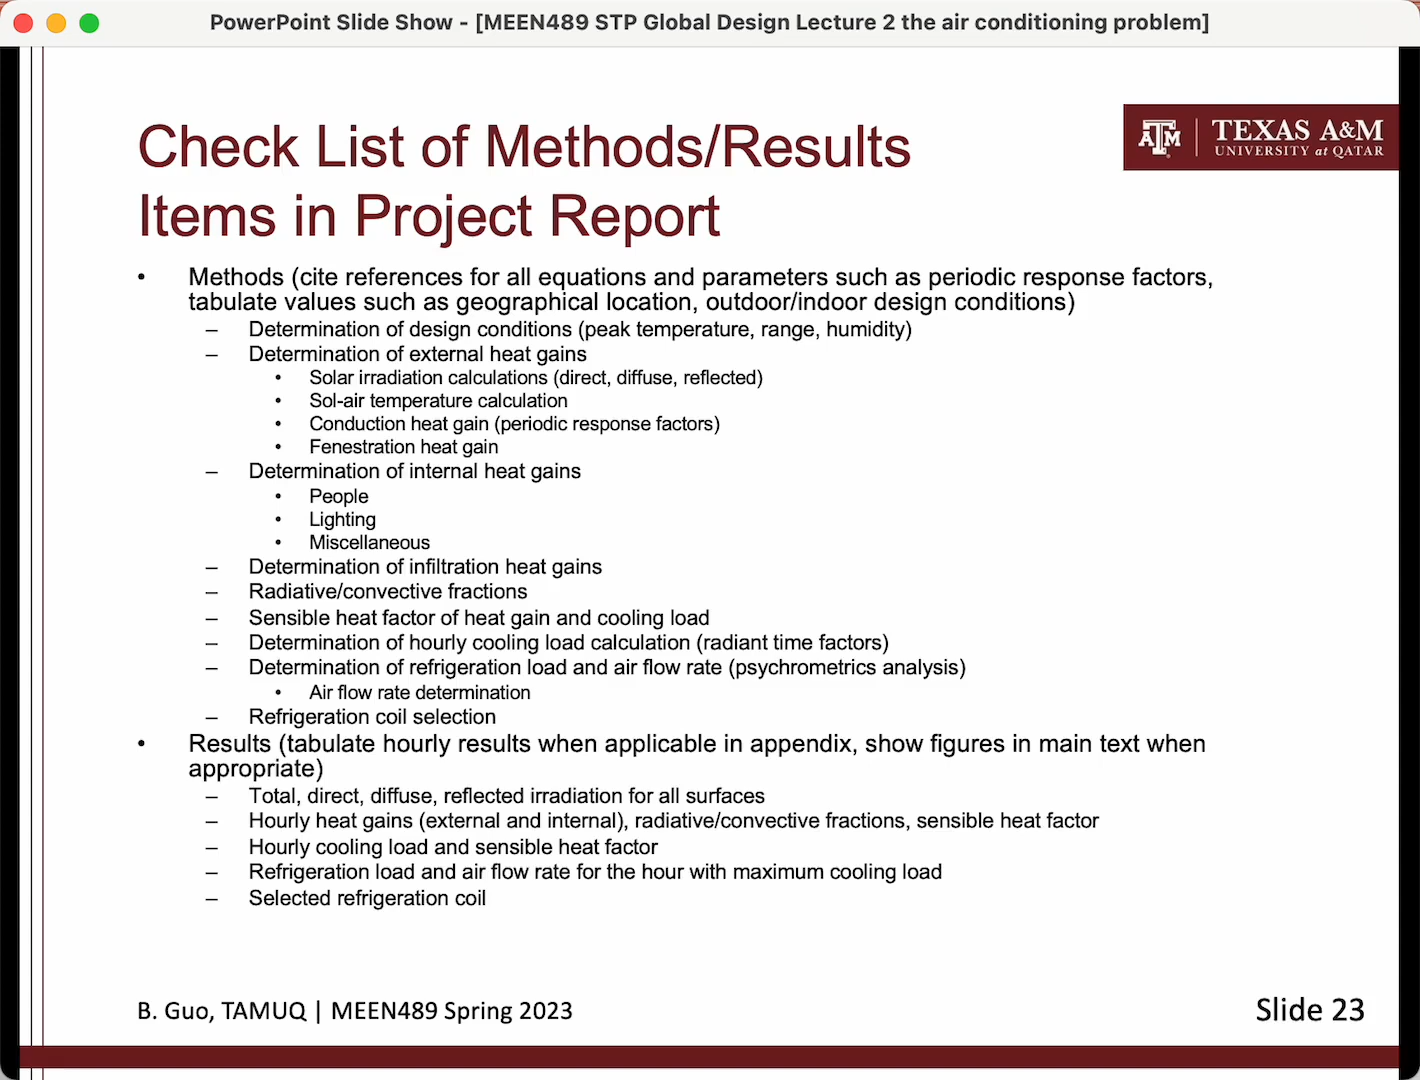 PowerPoint Slide Show - [MEEN489 STP Global Design Lecture 2 the air conditioning problem]
Check List of Methods/Results
Items in Project Report
ATM
TEXAS A&M
UNIVERSITY at QATAR
• Methods (cite references for all equations and parameters such as periodic response factors,
tabulate values such as geographical location, outdoor/indoor design conditions)
– Determination of design conditions (peak temperature, range, humidity)
– Determination of external heat gains
• Solar irradiation calculations (direct, diffuse, reflected)
• Sol-air temperature calculation
• Conduction heat gain (periodic response factors)
• Fenestration heat gain
– Determination of internal heat gains
• People
• Lighting
• Miscellaneous
– Determination of infiltration heat gains
– Radiative/convective fractions
– Sensible heat factor of heat gain and cooling load
– Determination of hourly cooling load calculation (radiant time factors)
– Determination of refrigeration load and air flow rate (psychrometrics analysis)
• Air flow rate determination
– Refrigeration coil selection
• Results (tabulate hourly results when applicable in appendix, show figures in main text when
appropriate)
– Total, direct, diffuse, reflected irradiation for all surfaces
– Hourly heat gains (external and internal), radiative/convective fractions, sensible heat factor
– Hourly cooling load and sensible heat factor
– Refrigeration load and air flow rate for the hour with maximum cooling load
– Selected refrigeration coil
B. Guo, TAMUQ | MEEN489 Spring 2023
Slide 23